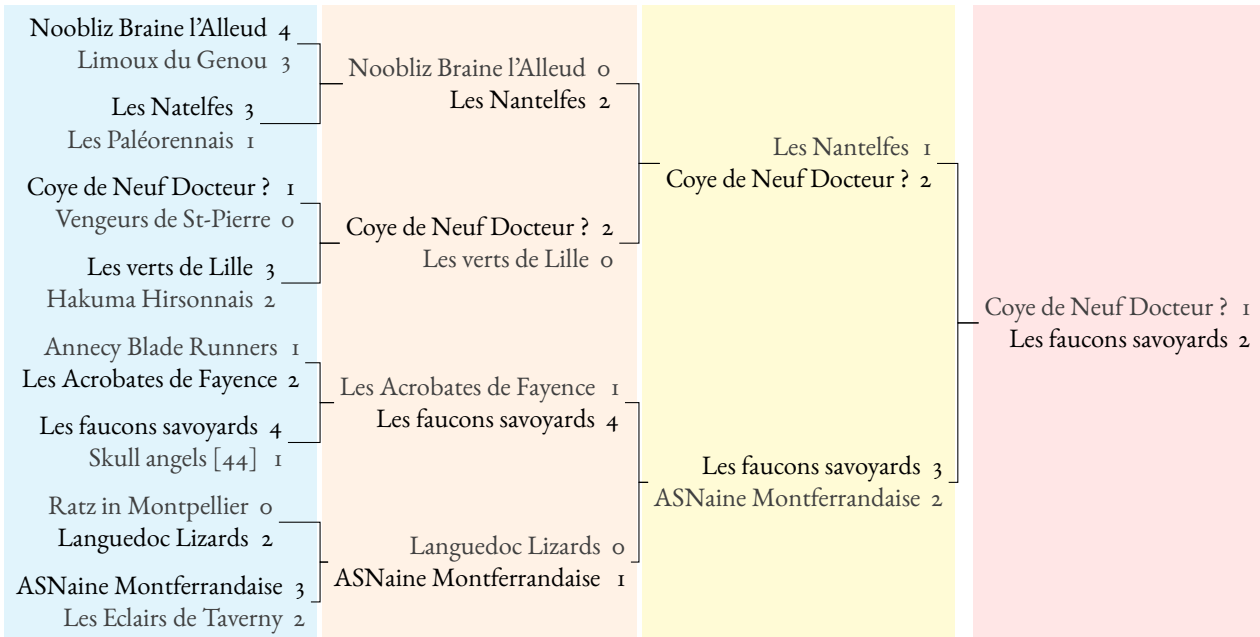 Noobliz Braine l’Alleud 4
Limoux du Genou 3
Les Natelfes 3
Les Paléorennais 1
Coye de Neuf Docteur ? 1
Vengeurs de St-Pierre 0
Les verts de Lille 3
Hakuma Hirsonnais 2
Annecy Blade Runners 1
Les Acrobates de Fayence 2
Les faucons savoyards 4
Skull angels [44] 1
Ratz in Montpellier 0
Languedoc Lizards 2
ASNaine Montferrandaise 3
Les Eclairs de Taverny 2
Noobliz Braine l’Alleud 0
Les Nantelfes 2
Coye de Neuf Docteur ? 2
Les verts de Lille 0
Les Acrobates de Fayence 1
Les faucons savoyards 4
Languedoc Lizards 0
ASNaine Montferrandaise 1
Les Nantelfes 1
Coye de Neuf Docteur ? 2
Les faucons savoyards 3
ASNaine Montferrandaise 2
Coye de Neuf Docteur ? 1
Les faucons savoyards 2